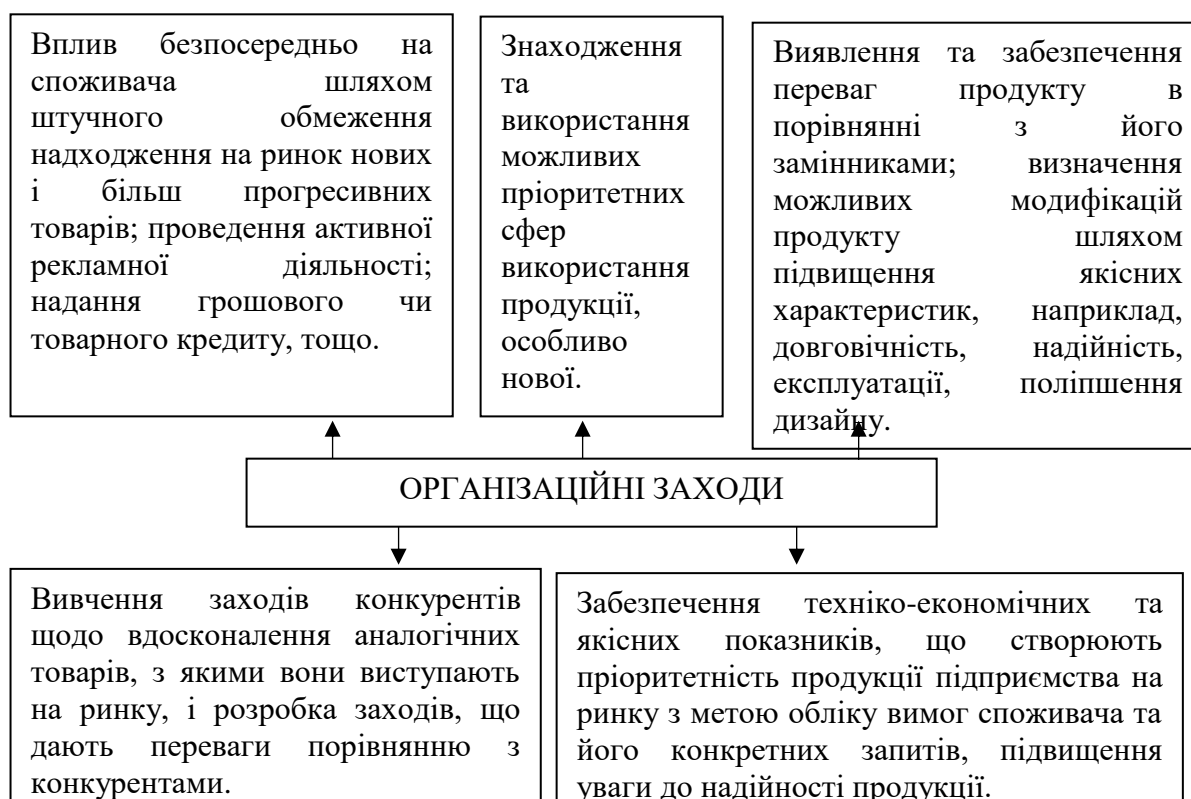 Вплив безпосередньо на
споживача шляхом
штучного обмеження
надходження на ринок нових
і більш прогресивних
товарів; проведення активної
рекламної діяльності;
надання грошового чи
товарного кредиту, тощо.
Знаходження
та
використання
можливих
пріоритетних
сфер
використання
продукції,
особливо
нової.
Виявлення та забезпечення
переваг продукту в
порівнянні з його
замінниками; визначення
можливих модифікацій
продукту шляхом
підвищення якісних
характеристик, наприклад,
довговічність, надійність,
експлуатації, поліпшення
дизайну.
ОРГАНІЗАЦІЙНІ ЗАХОДИ
Вивчення заходів конкурентів
щодо вдосконалення аналогічних
товарів, з якими вони виступають
на ринку, і розробка заходів, що
дають переваги порівнянню з
конкурентами.
Забезпечення техніко-економічних та
якісних показників, що створюють
пріоритетність продукції підприємства на
ринку з метою обліку вимог споживача та
його конкретних запитів, підвищення
уваги до надійності продукції.